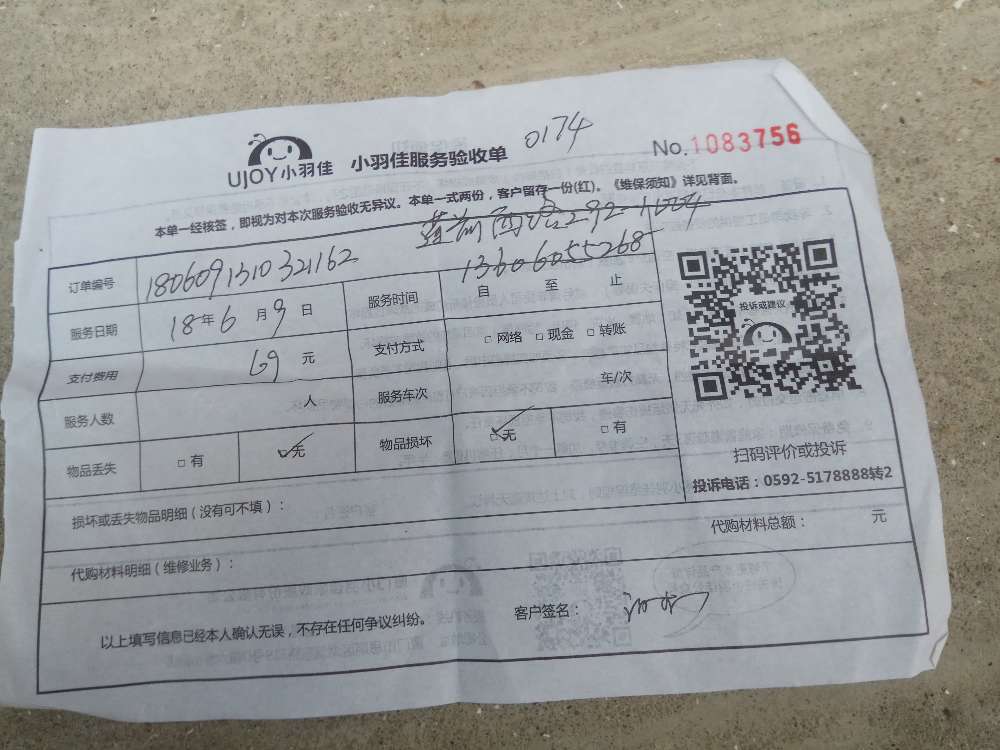 UJOY小羽佳 小羽佳服务验收单 0174 No.1083756
本单一经核签，即视为对本次服务验收无异议。本单一式两份，客户留存一份(红)。《维保须知》详见背面。
292-1004
订单编号 1806091310321162 13606055268
服务日期 18年6月9日 服务时间 自 至 止
支付费用 69 元 支付方式 □网络 □现金 □转账
服务人数 人 服务车次 车/次
物品丢失 □有 ☑无 物品损坏 ☑无 □有
投诉或建议
扫码评价或投诉
投诉电话：0592-5178888转2
损坏或丢失物品明细（没有可不填）：
代购材料明细（维修业务）： 代购材料总额： 元
以上填写信息已经本人确认无误，不存在任何争议纠纷。 客户签名：